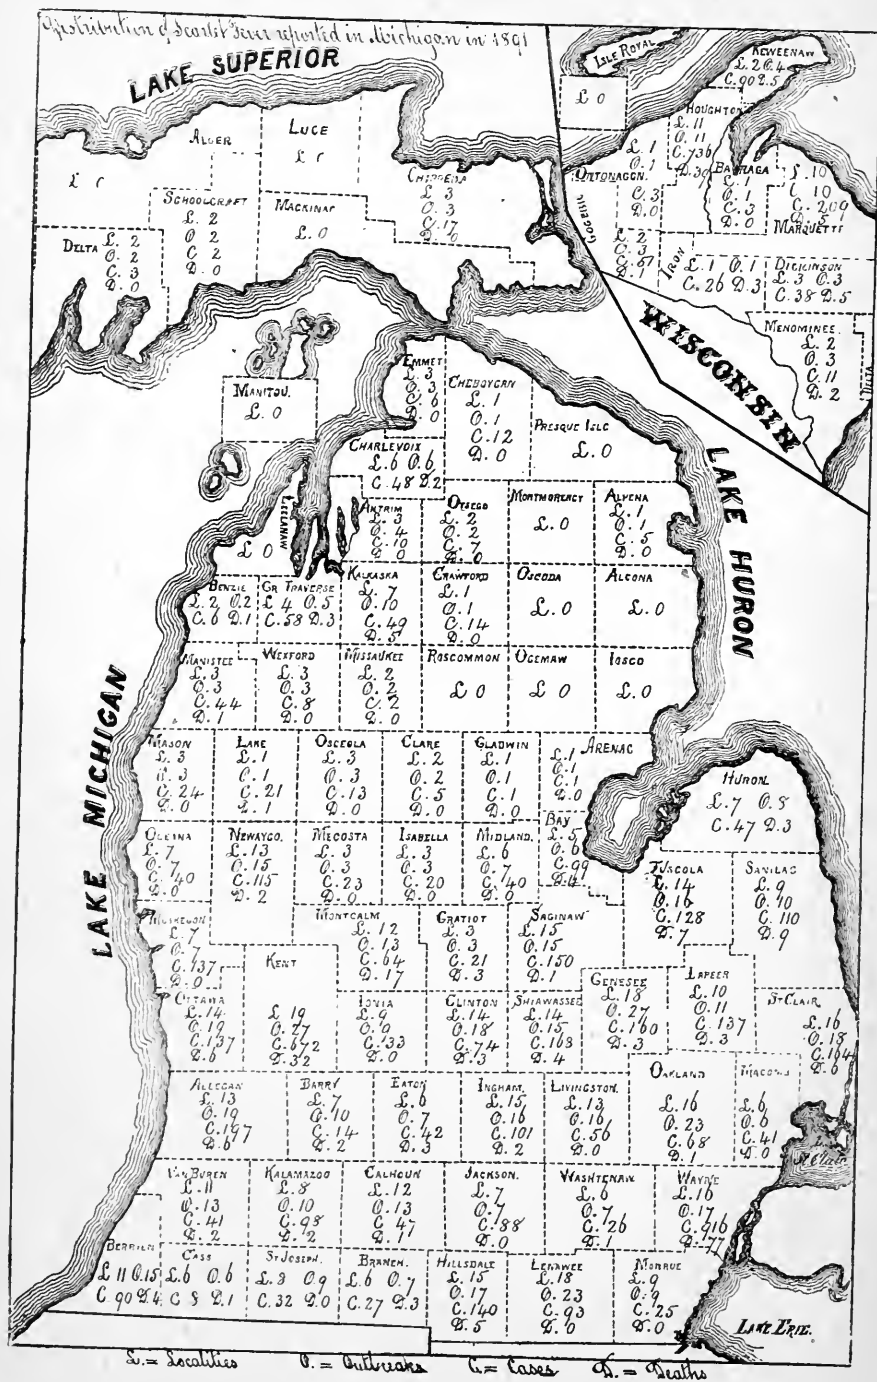 Distribution of Scarlet Fever reported in Michigan in 1891
LAKE SUPERIOR
ISLE ROYAL
L 0
KEWEENAW
L. 2 O. 4
C. 90 D. 5
HOUGHTON
L. 11
O. 11
C. 736
D. 39
ONTONAGON.
L. 1
O. 1
C. 3
D. 0
BARAGA
L. 1
O. 1
C. 3
D. 0
L. 10
10
C. 209
D. 5
MARQUETTE
GOGEBIC
L. 2
O. 3
C. 67
D. 1
IRON
L. 1 O. 1
C. 26 D. 3
DICKINSON
L. 3 O. 3
C. 38 D. 5
MENOMINEE.
L. 2
O. 3
C. 11
D. 2
DELTA
WISCONSIN
ALGER
LUCE
CHIPPEWA
L. 3
O. 3
C. 17
D. 0
SCHOOLCRAFT
L. 2
O. 2
C. 2
D. 0
MACKINAC
L. 0
DELTA
L. 2
O. 2
C. 3
D. 0
MANITOU.
L. 0
EMMET
L. 3
O. 3
C. 6
D. 0
CHEBOYGAN
L. 1
O. 1
C. 12
D. 0
PRESQUE ISLE
L. 0
CHARLEVOIX
L. 6 O. 6
C. 48 D. 2
LAKE HURON
LEELANAW
L 0
ANTRIM
L. 3
O. 4
C. 10
D. 0
OTSEGO
L. 2
O. 2
C. 7
D. 0
MONTMORENCY
L. 0
ALPENA
L. 1
O. 1
C. 5
D. 0
BENZIE
L. 2 O. 2
C. 6 D. 1
GR TRAVERSE
L 4 O. 5
C. 58 D. 3
KALKASKA
L. 7
O. 10
C. 49
D. 5
CRAWFORD
L. 1
O. 1
C. 14
D. 0
OSCODA
L. 0
ALCONA
L. 0
LAKE MICHIGAN
MANISTEE
L. 3
O. 3
C. 44
D. 1
WEXFORD
L. 3
O. 3
C. 8
D. 0
MISSAUKEE
L. 2
O. 2
C. 2
D. 0
ROSCOMMON
L 0
OGEMAW
L 0
IOSCO
L. 0
MASON
L. 3
3
C. 24
D. 0
LAKE
L. 1
O. 1
C. 21
D. 1
OSCEOLA
L. 3
O. 3
C. 13
D. 0
CLARE
L. 2
O. 2
C. 5
D. 0
GLADWIN
L. 1
O. 1
C. 1
D. 0
ARENAC
L. 1
O. 1
C. 1
D. 0
HURON.
L. 7 O. 8
C. 47 D. 3
OCEANA
L. 7
O. 7
C. 40
D. 0
NEWAYGO.
L. 13
O. 15
C. 115
D. 2
MECOSTA
L. 3
O. 3
C. 23
D. 0
ISABELLA
L. 3
O. 3
C. 20
D. 0
MIDLAND.
L. 6
O. 7
C. 40
D. 0
BAY
L. 5
O. 6
C. 99
TUSCOLA
L. 14
O. 16
C. 128
D. 7
SANILAC
L. 9
O. 10
C. 110
D. 9
MUSKEGON
L. 7
O. 7
C. 137
D. 0
MONTCALM
L. 12
O. 13
C. 64
D. 17
GRATIOT
L. 3
O. 3
C. 21
D. 3
SAGINAW
L. 15
O. 15
C. 150
D. 1
KENT
L 19
O. 27
C. 672
D. 32
OTTAWA
L. 14
O. 19
C. 137
D. 6
IONIA
L. 9
C. 33
D. 0
CLINTON
L. 14
O. 18
C. 74
D. 3
SHIAWASSEE
L. 14
O. 15
C. 168
D. 4
GENESEE
L. 18
O. 27
C. 160
D. 3
LAPEER
L. 10
O. 11
C. 137
D. 3
ST CLAIR.
L. 16
O. 18
C. 164
D. 6
ALLEGAN
L. 13
O. 19
C. 197
D. 6
BARRY
L. 7
O. 10
C. 14
D. 2
EATON
L. 6
O. 7
C. 42
D. 3
INGHAM.
L. 15
O. 16
C. 101
D. 2
LIVINGSTON.
L. 13
O. 16
C. 56
D. 0
OAKLAND
L. 16
O. 23
C. 68
D. 1
MACOMB
L. 6
O. 6
C. 41
D. 0
L. St Clair
VAN BUREN
L. 11
O. 13
C. 41
D. 2
KALAMAZOO
L. 8
O. 10
C. 98
D. 2
CALHOUN
L. 12
O. 13
C 47
D. 1
JACKSON.
L. 7
O. 7
C. 88
D. 0
WASHTENAW
L. 6
O. 7
C. 26
D. 1
WAYNE
L. 16
O. 17
C. 916
D. 77
BERRIEN
L 11 O. 15
C. 90 D. 4
CASS
L. 6 O. 6
C 8 D. 1
ST JOSEPH.
L. 8 O. 9
C. 32 D. 0
BRANCH.
L. 6 O. 7
C. 27 D. 3
HILLSDALE
L. 15
O. 17
C. 140
D. 5
LENAWEE
L. 18
O. 23
C. 93
D. 0
MONROE
L. 9
O. 9
C. 25
D. 0
LAKE ERIE.
L. = Localities O. = Outbreaks C. = Cases D. = Deaths